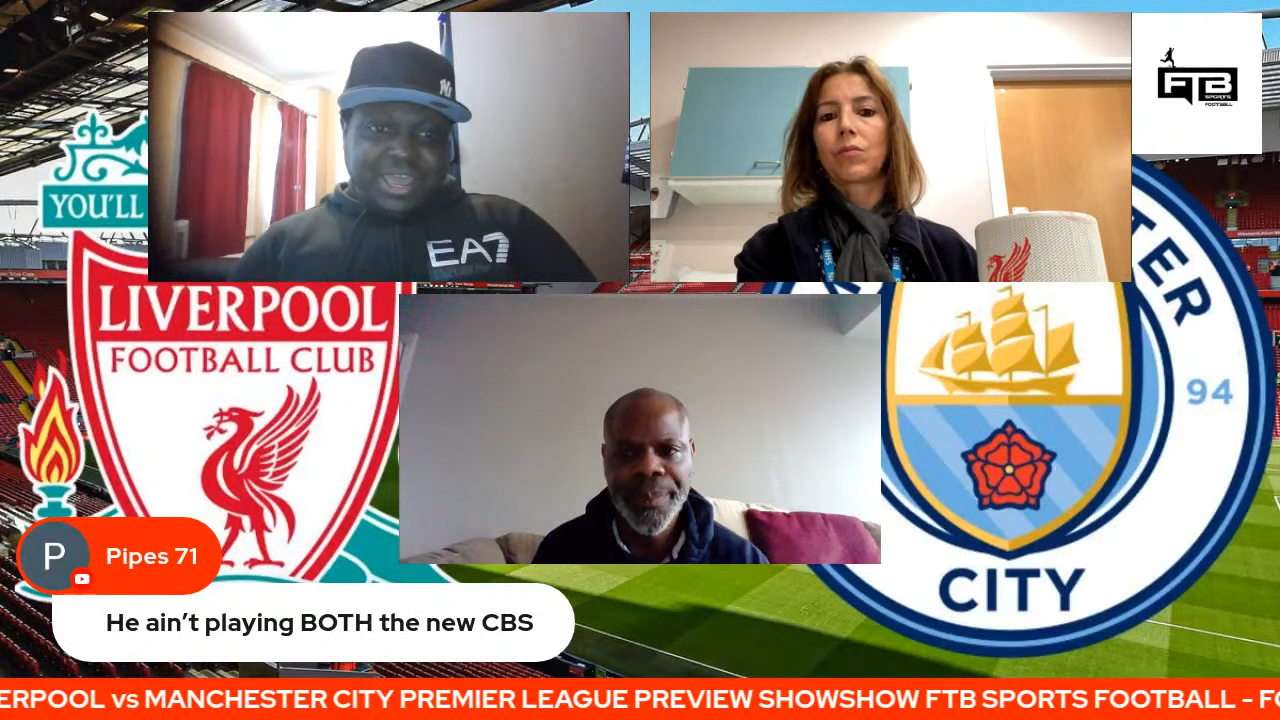 YOU'LL
LIVERPOOL
FOOTBALL CLUB
NY
EA7
FTB
SPORTS
FOOTBALL
TER
94
CITY
P
Pipes 71
He ain’t playing BOTH the new CBS
ERPOOL vs MANCHESTER CITY PREMIER LEAGUE PREVIEW SHOWSHOW FTB SPORTS FOOTBALL - FO